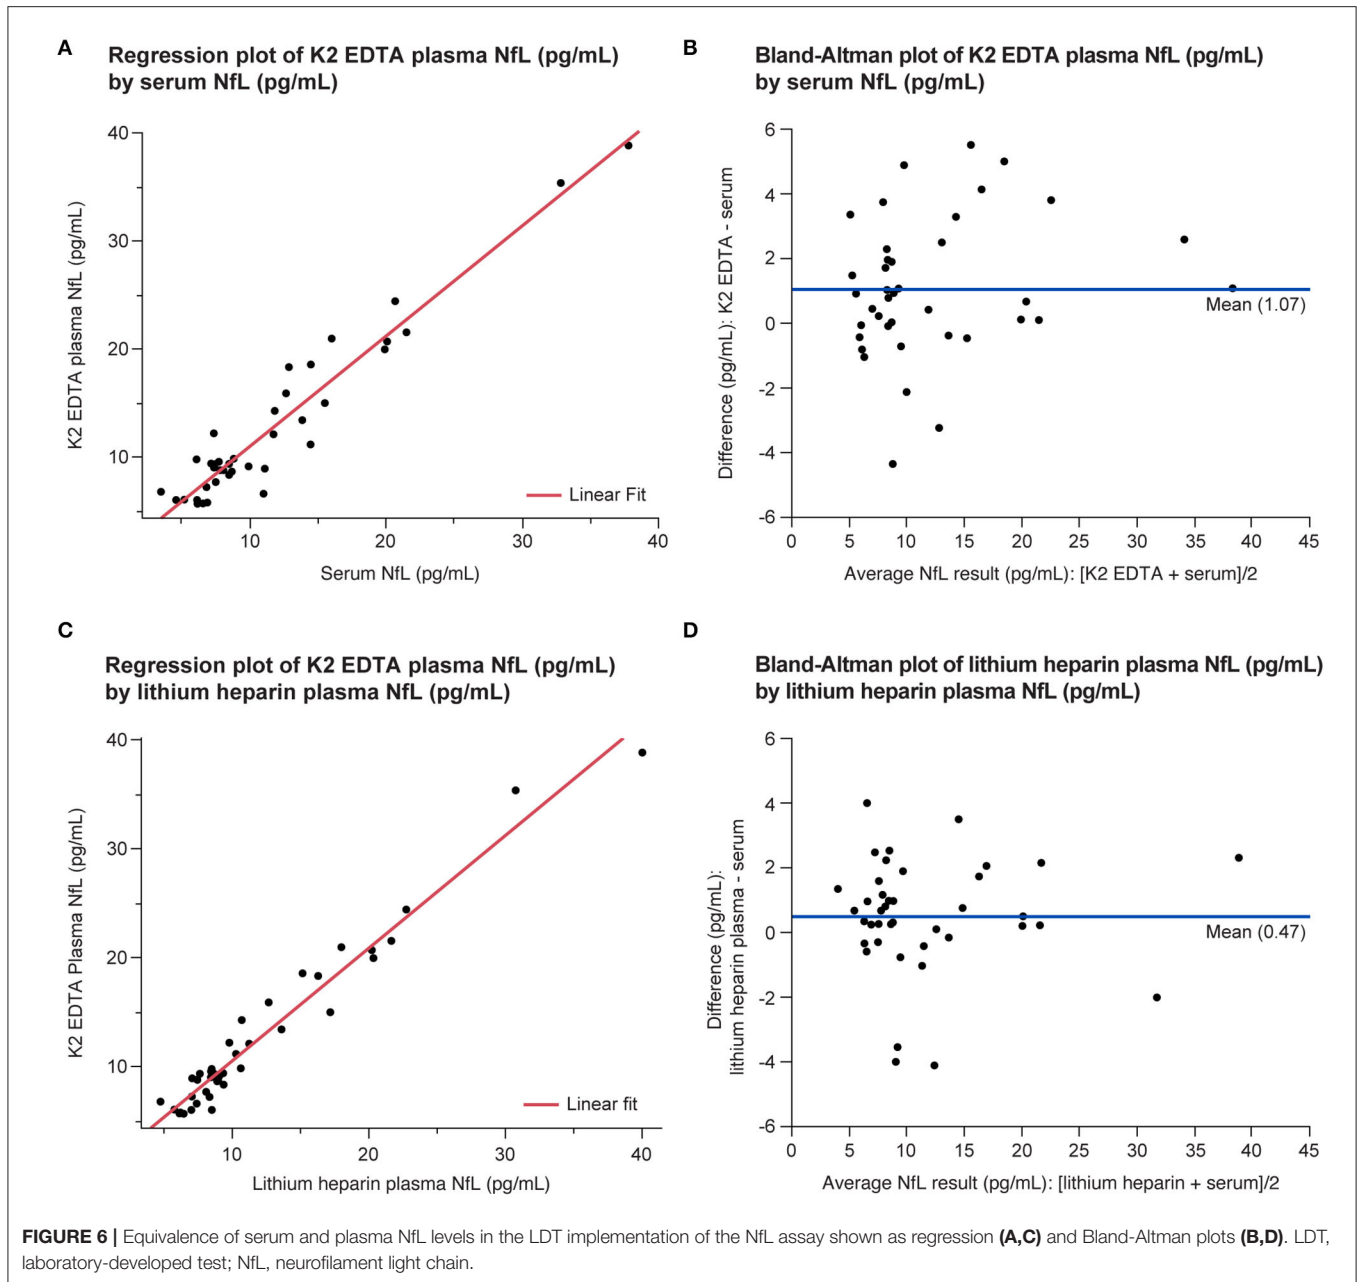 A
Regression plot of K2 EDTA plasma NfL (pg/mL)
by serum NfL (pg/mL)
40
30
20
10
K2 EDTA plasma NfL (pg/mL)
Linear Fit
10
20
30
40
Serum NfL (pg/mL)
B
Bland-Altman plot of K2 EDTA plasma NfL (pg/mL)
by serum NfL (pg/mL)
6
4
2
0
-2
-4
-6
Difference (pg/mL): K2 EDTA - serum
Mean (1.07)
0
5
10
15
20
25
30
35
40
45
Average NfL result (pg/mL): [K2 EDTA + serum]/2
C
Regression plot of K2 EDTA plasma NfL (pg/mL)
by lithium heparin plasma NfL (pg/mL)
40
30
20
10
K2 EDTA Plasma NfL (pg/mL)
Linear fit
10
20
30
40
Lithium heparin plasma NfL (pg/mL)
D
Bland-Altman plot of lithium heparin plasma NfL (pg/mL)
by lithium heparin plasma NfL (pg/mL)
6
4
2
0
-2
-4
-6
Difference (pg/mL):
lithium heparin plasma - serum
Mean (0.47)
0
5
10
15
20
25
30
35
40
45
Average NfL result (pg/mL): [lithium heparin + serum]/2
FIGURE 6 | Equivalence of serum and plasma NfL levels in the LDT implementation of the NfL assay shown as regression (A,C) and Bland-Altman plots (B,D). LDT,
laboratory-developed test; NfL, neurofilament light chain.